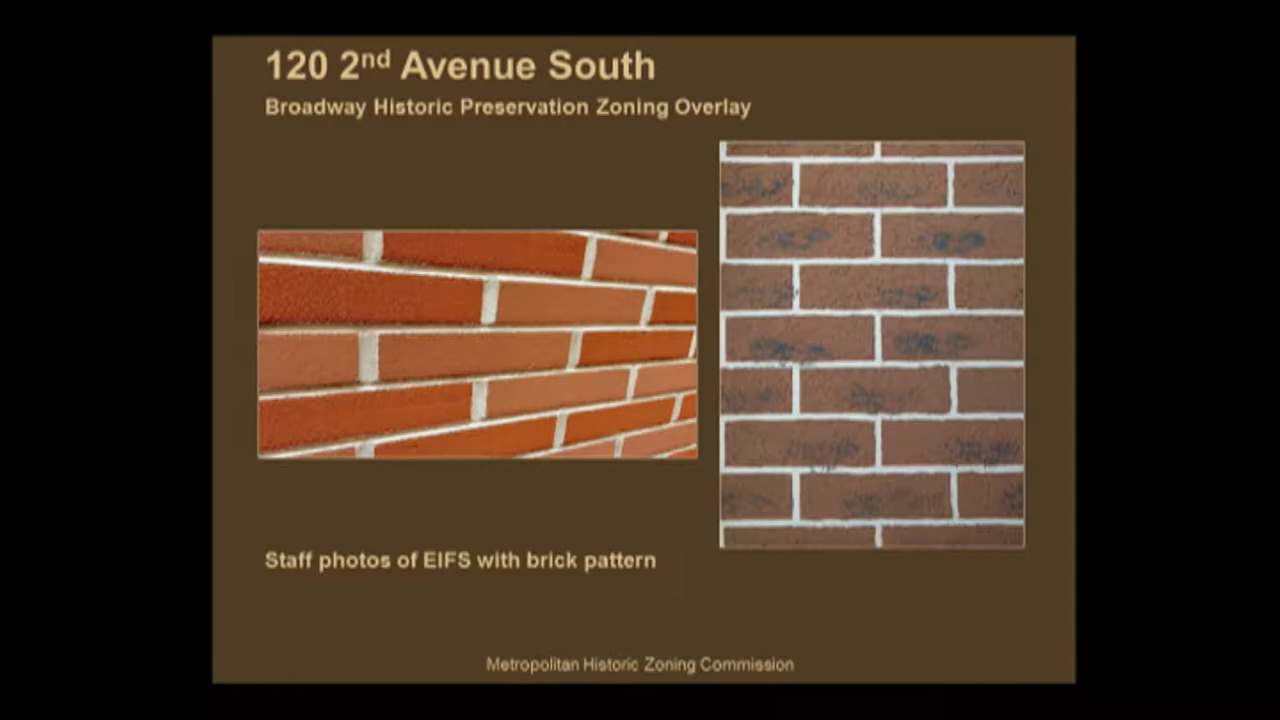 120 2nd Avenue South
Broadway Historic Preservation Zoning Overlay
Staff photos of EIFS with brick pattern
Metropolitan Historic Zoning Commission